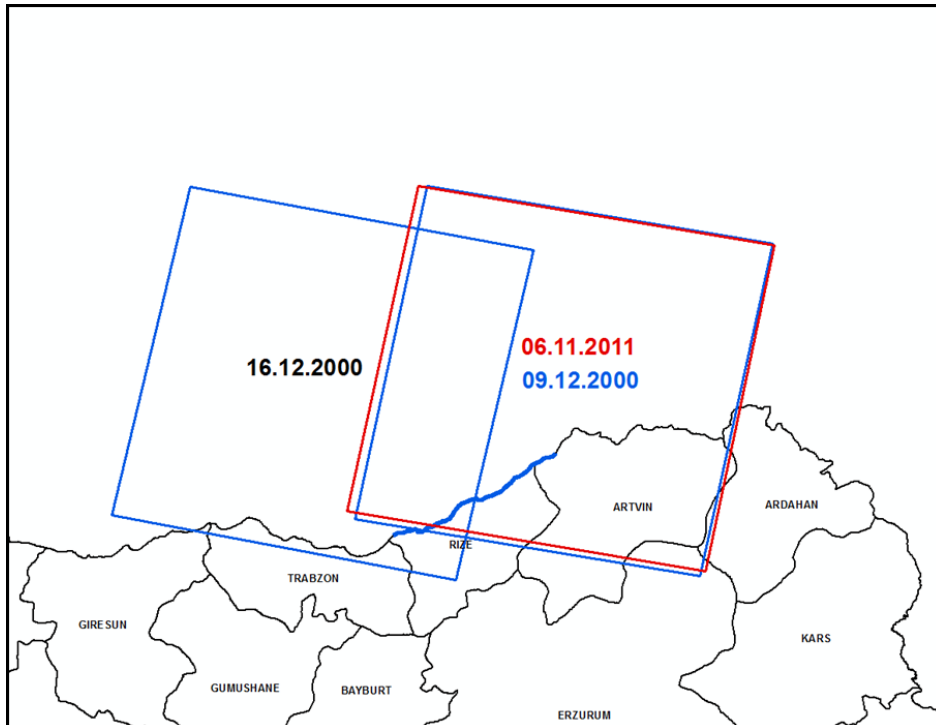 06.11.2011
16.12.2000
09.12.2000
ARTVIN
ARDAHAN
RIZE
TRABZON
GIRESUN
KARS
GUMUSHANE
BAYBURT
ERZURUM